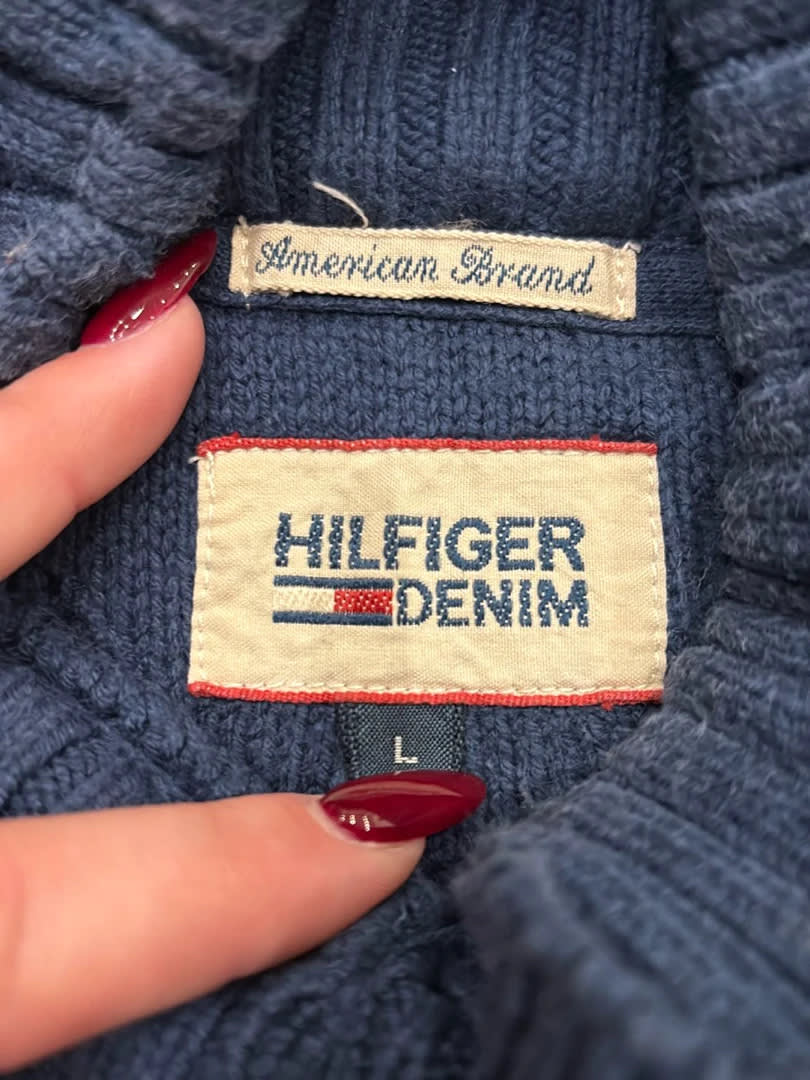 American Brand
HILFIGER
DENIM
L